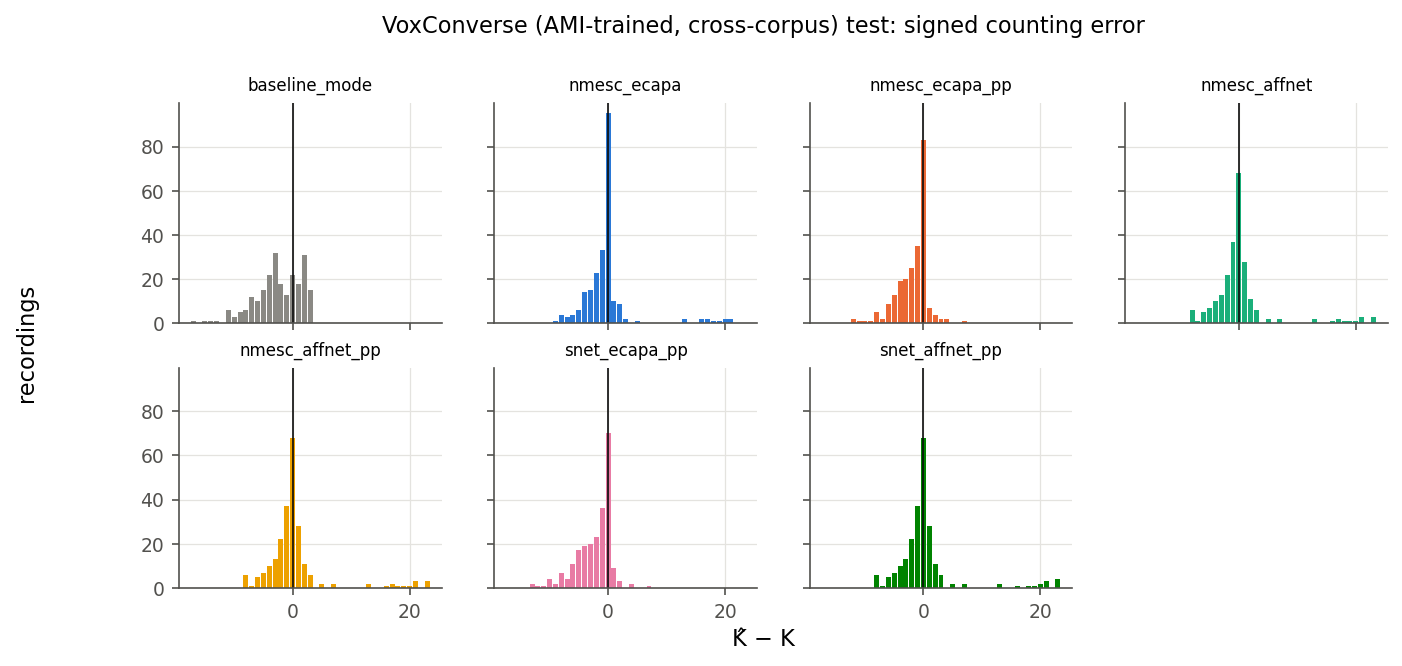 VoxConverse (AMI-trained, cross-corpus) test: signed counting error
baseline_mode
nmesc_ecapa
nmesc_ecapa_pp
nmesc_affnet
80
60
40
20
0
nmesc_affnet_pp
snet_ecapa_pp
snet_affnet_pp
80
60
40
20
0
0 20
0 20
0 20
recordings
K̂ − K